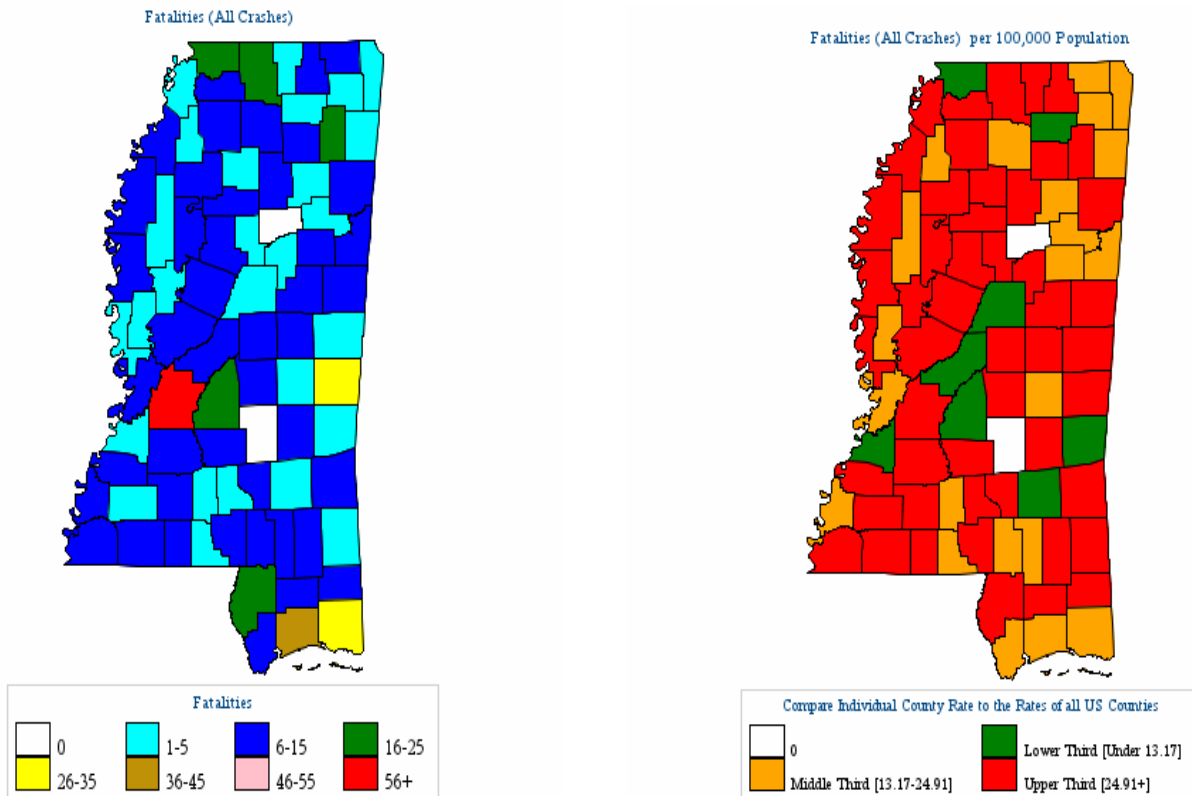 Fatalities (All Crashes)
Fatalities (All Crashes) per 100,000 Population
Fatalities
0
1-5
6-15
16-25
26-35
36-45
46-55
56+
Compare Individual County Rate to the Rates of all US Counties
0
Lower Third [Under 13.17]
Middle Third [13.17-24.91]
Upper Third [24.91+]